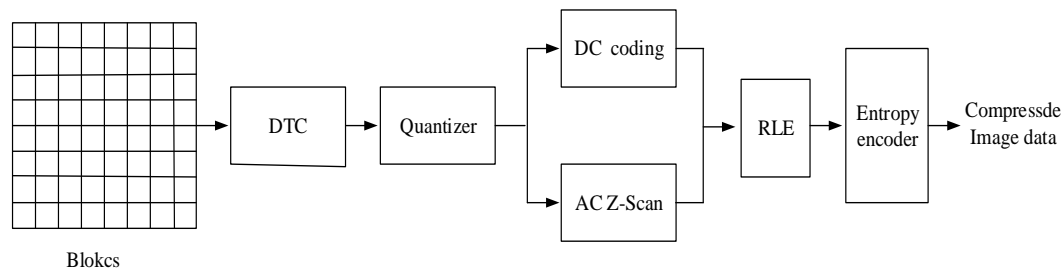 DC coding
DTC
Quantizer
RLE
Entropy
encoder
Compressde
Image data
AC Z-Scan
Blokcs